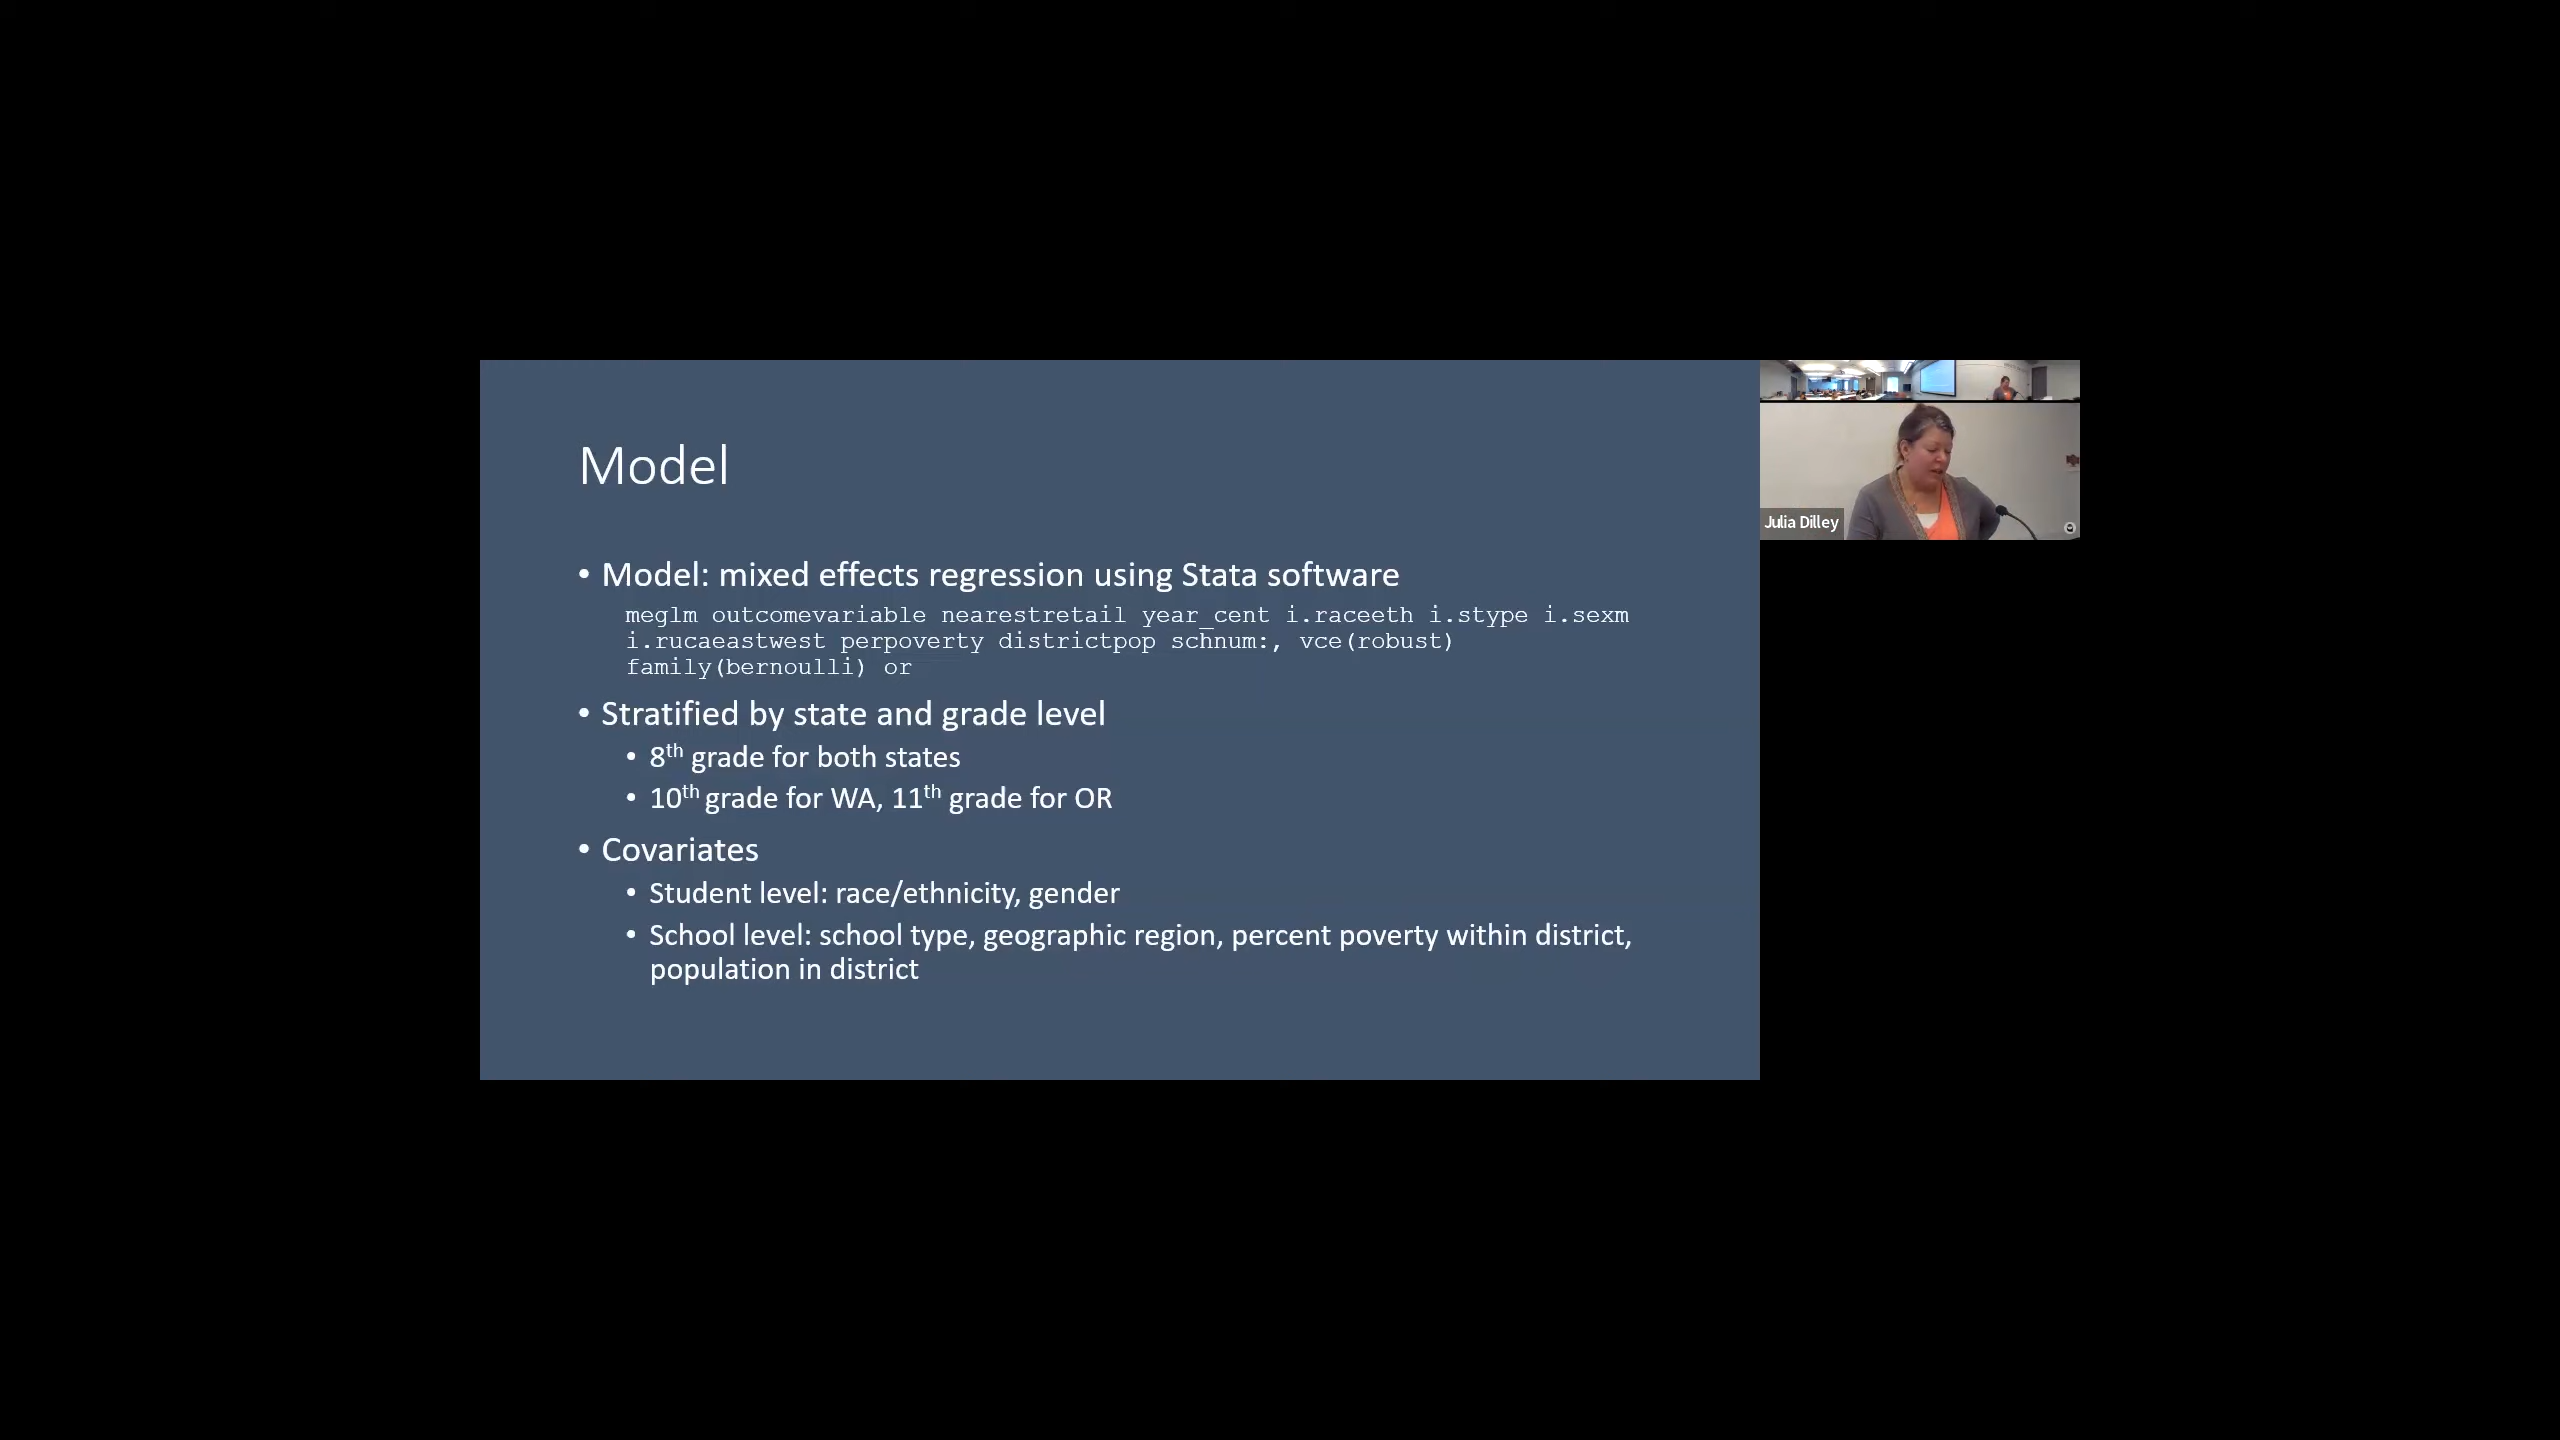 Model
• Model: mixed effects regression using Stata software
meglm outcomevariable nearestretail year_cent i.raceeth i.stype i.sexm
i.rucaeastwest perpoverty districtpop schnum:, vce(robust)
family(bernoulli) or
• Stratified by state and grade level
• 8th grade for both states
• 10th grade for WA, 11th grade for OR
• Covariates
• Student level: race/ethnicity, gender
• School level: school type, geographic region, percent poverty within district,
population in district
Julia Dilley